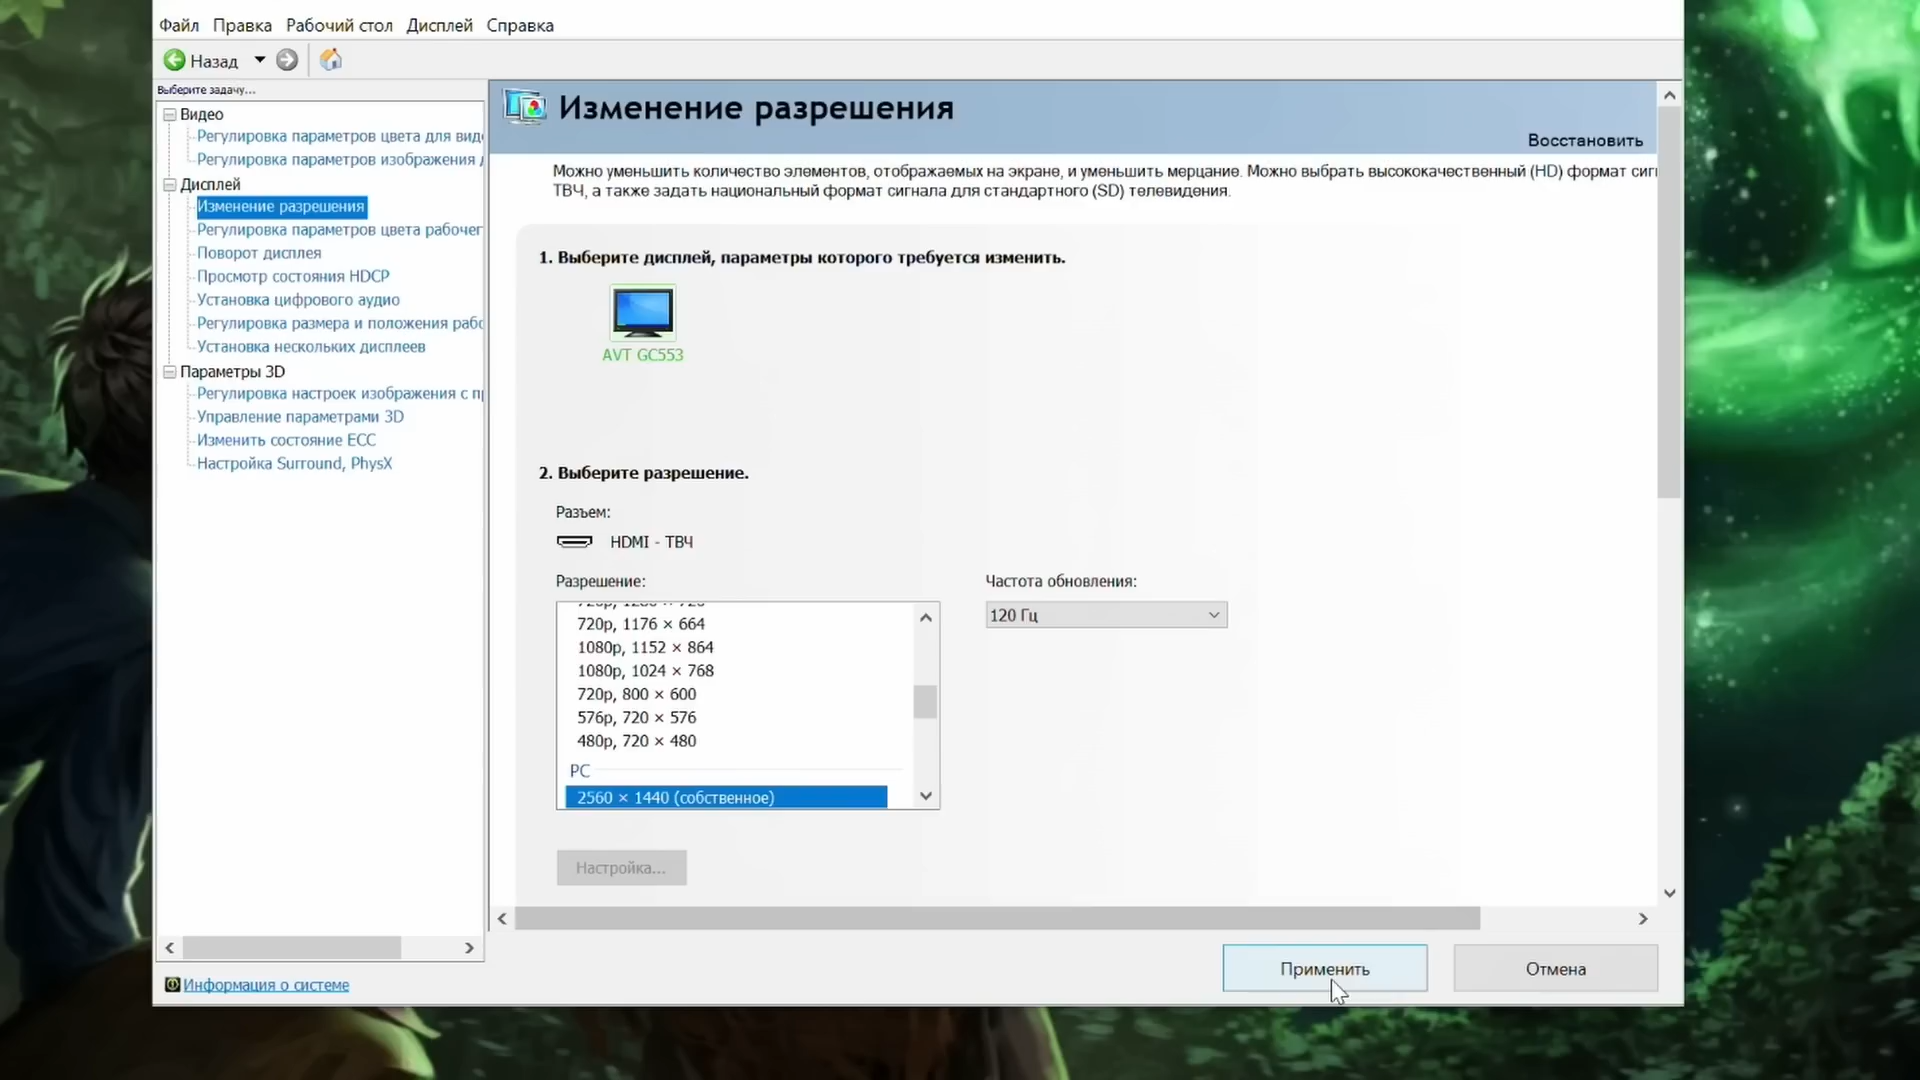 Файл Правка Рабочий стол Дисплей Справка
Назад
Выберите задачу...
Видео
Регулировка параметров цвета для вид
Регулировка параметров изображения д
Дисплей
Изменение разрешения
Регулировка параметров цвета рабочег
Поворот дисплея
Просмотр состояния HDCP
Установка цифрового аудио
Регулировка размера и положения рабо
Установка нескольких дисплеев
Параметры 3D
Регулировка настроек изображения с п
Управление параметрами 3D
Изменить состояние ECC
Настройка Surround, PhysX
Информация о системе
Изменение разрешения
Восстановить
Можно уменьшить количество элементов, отображаемых на экране, и уменьшить мерцание. Можно выбрать высококачественный (HD) формат сиг
ТВЧ, а также задать национальный формат сигнала для стандартного (SD) телевидения.
1. Выберите дисплей, параметры которого требуется изменить.
AVT GC553
2. Выберите разрешение.
Разъем:
HDMI - ТВЧ
Разрешение:
Частота обновления:
120 Гц
720p, 1280 × 720
720p, 1176 × 664
1080p, 1152 × 864
1080p, 1024 × 768
720p, 800 × 600
576p, 720 × 576
480p, 720 × 480
PC
2560 × 1440 (собственное)
Настройка...
Применить
Отмена